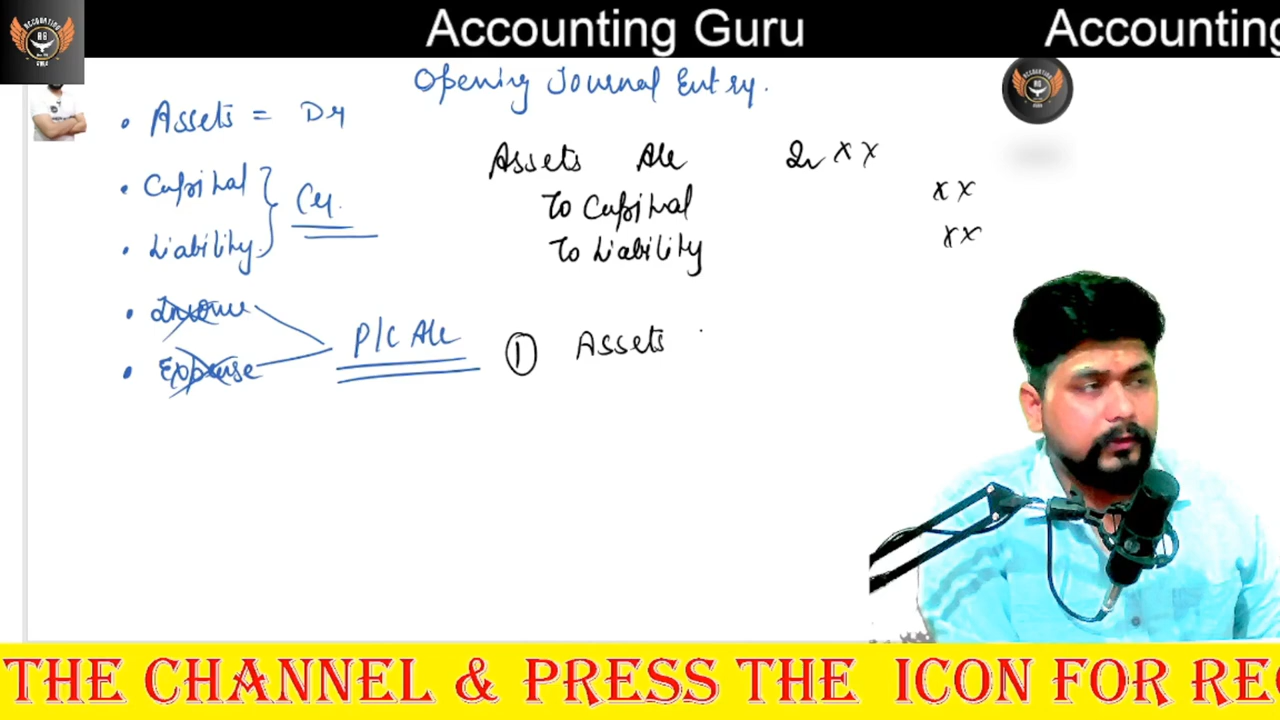 Accounting Guru Accounting
Opening Journal Entry.
• Assets = Dr
• Capital
• Liability
Cr.
• Income
• Expense
P/L A/c
Assets A/c Dr xx
To Capital xx
To Liability xx
① Assets
THE CHANNEL & PRESS THE ICON FOR REC